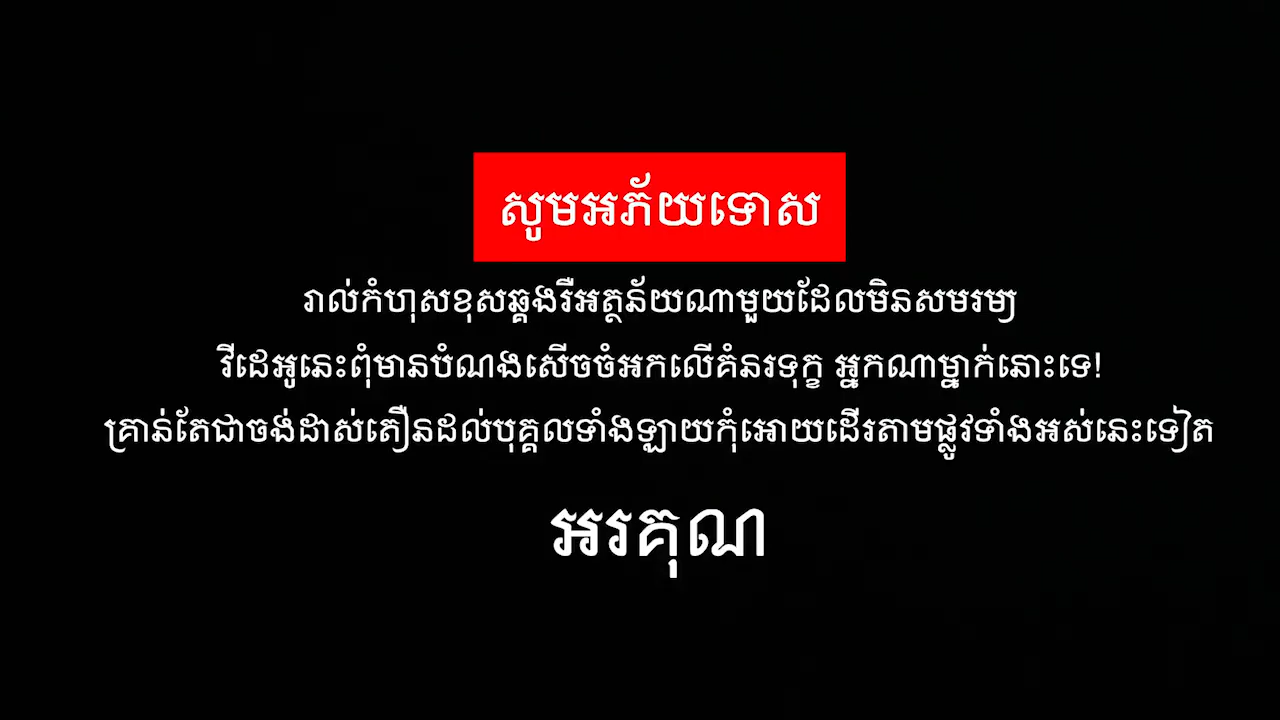 សូមអភ័យទោស
រាល់កំហុសខុសឆ្គងរឺអត្ថន័យណាមួយដែលមិនសមរម្យ
វីដេអូនេះពុំមានបំណងសើចចំអកលើគំនរទុក្ខ អ្នកណាម្នាក់នោះទេ!
គ្រាន់តែជាចង់ដាស់តឿនដល់បុគ្គលទាំងឡាយកុំអោយដើរតាមផ្លូវទាំងអស់នេះទៀត
អរគុណ